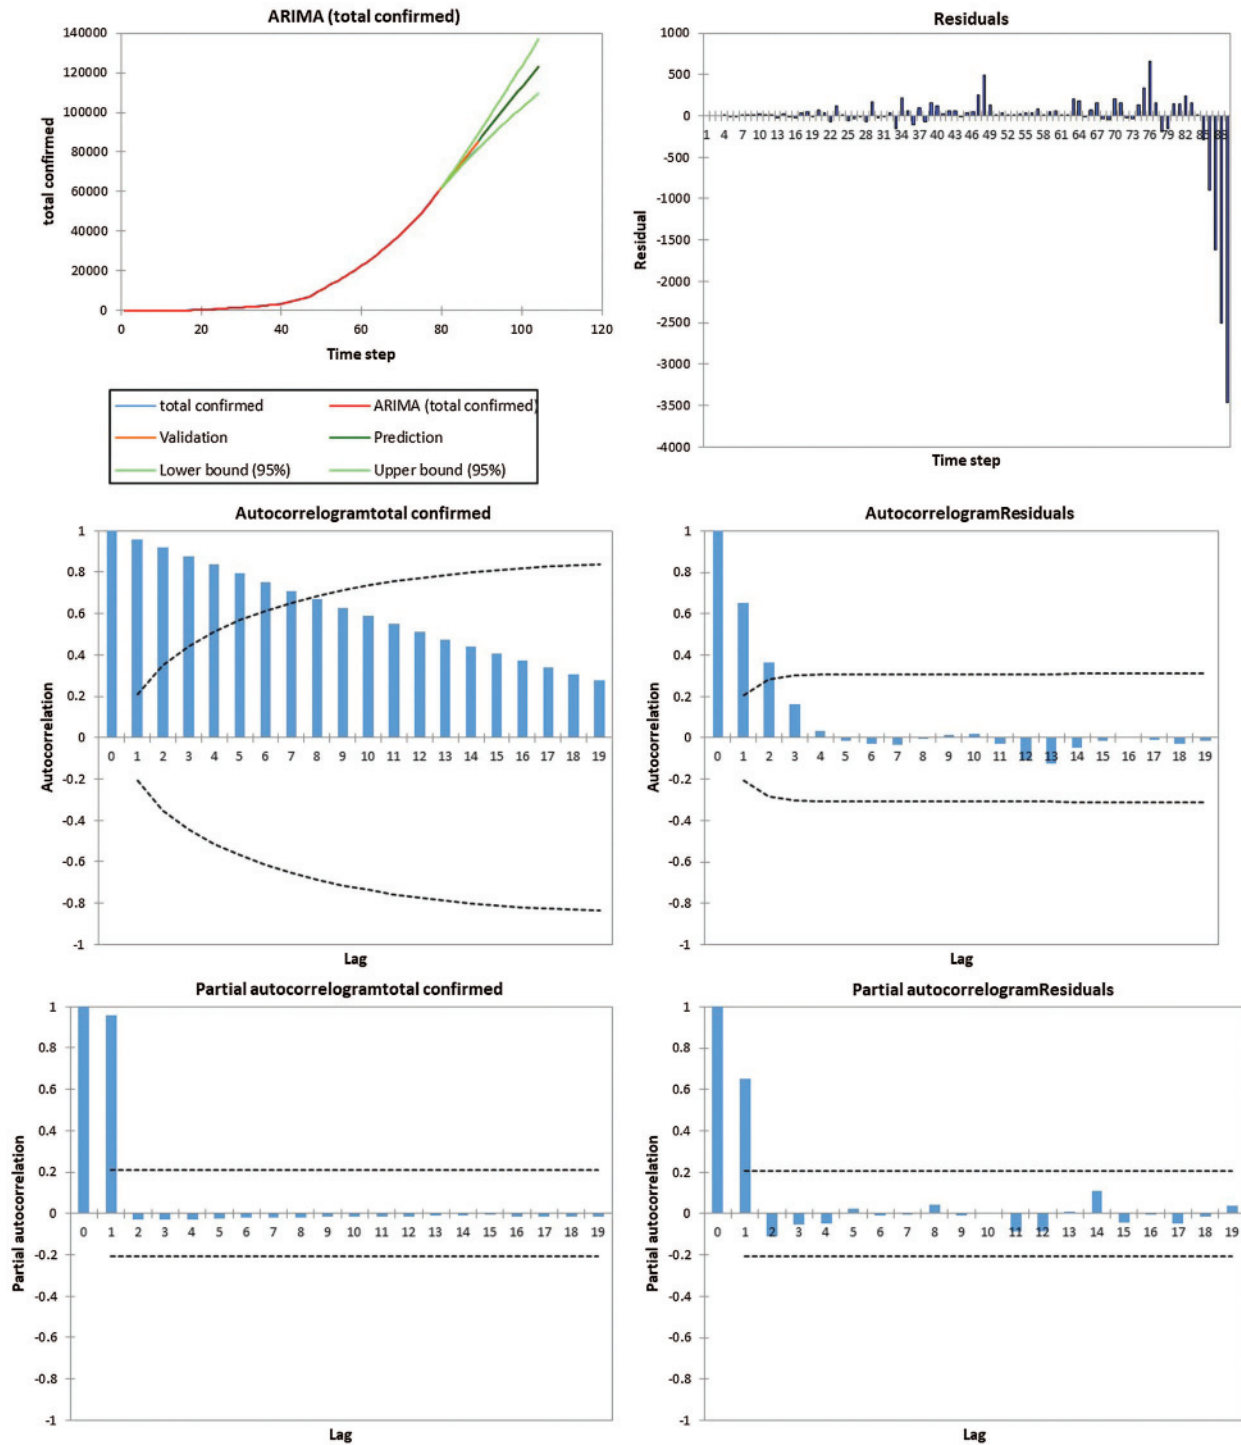 ARIMA (total confirmed)
140000
120000
100000
80000
60000
40000
20000
0
total confirmed
0 20 40 60 80 100 120
Time step
total confirmed
ARIMA (total confirmed)
Validation
Prediction
Lower bound (95%)
Upper bound (95%)
Residuals
1000
500
0
-500
-1000
-1500
-2000
-2500
-3000
-3500
-4000
Residual
1 4 7 10 13 16 19 22 25 28 31 34 37 40 43 46 49 52 55 58 61 64 67 70 73 76 79 82 85 88
Time step
Autocorrelogramtotal confirmed
1
0.8
0.6
0.4
0.2
0
-0.2
-0.4
-0.6
-0.8
-1
Autocorrelation
0 1 2 3 4 5 6 7 8 9 10 11 12 13 14 15 16 17 18 19
Lag
AutocorrelogramResiduals
1
0.8
0.6
0.4
0.2
0
-0.2
-0.4
-0.6
-0.8
-1
Autocorrelation
0 1 2 3 4 5 6 7 8 9 10 11 12 13 14 15 16 17 18 19
Lag
Partial autocorrelogramtotal confirmed
1
0.8
0.6
0.4
0.2
0
-0.2
-0.4
-0.6
-0.8
-1
Partial autocorrelation
0 1 2 3 4 5 6 7 8 9 10 11 12 13 14 15 16 17 18 19
Lag
Partial autocorrelogramResiduals
1
0.8
0.6
0.4
0.2
0
-0.2
-0.4
-0.6
-0.8
-1
Partial autocorrelation
0 1 2 3 4 5 6 7 8 9 10 11 12 13 14 15 16 17 18 19
Lag